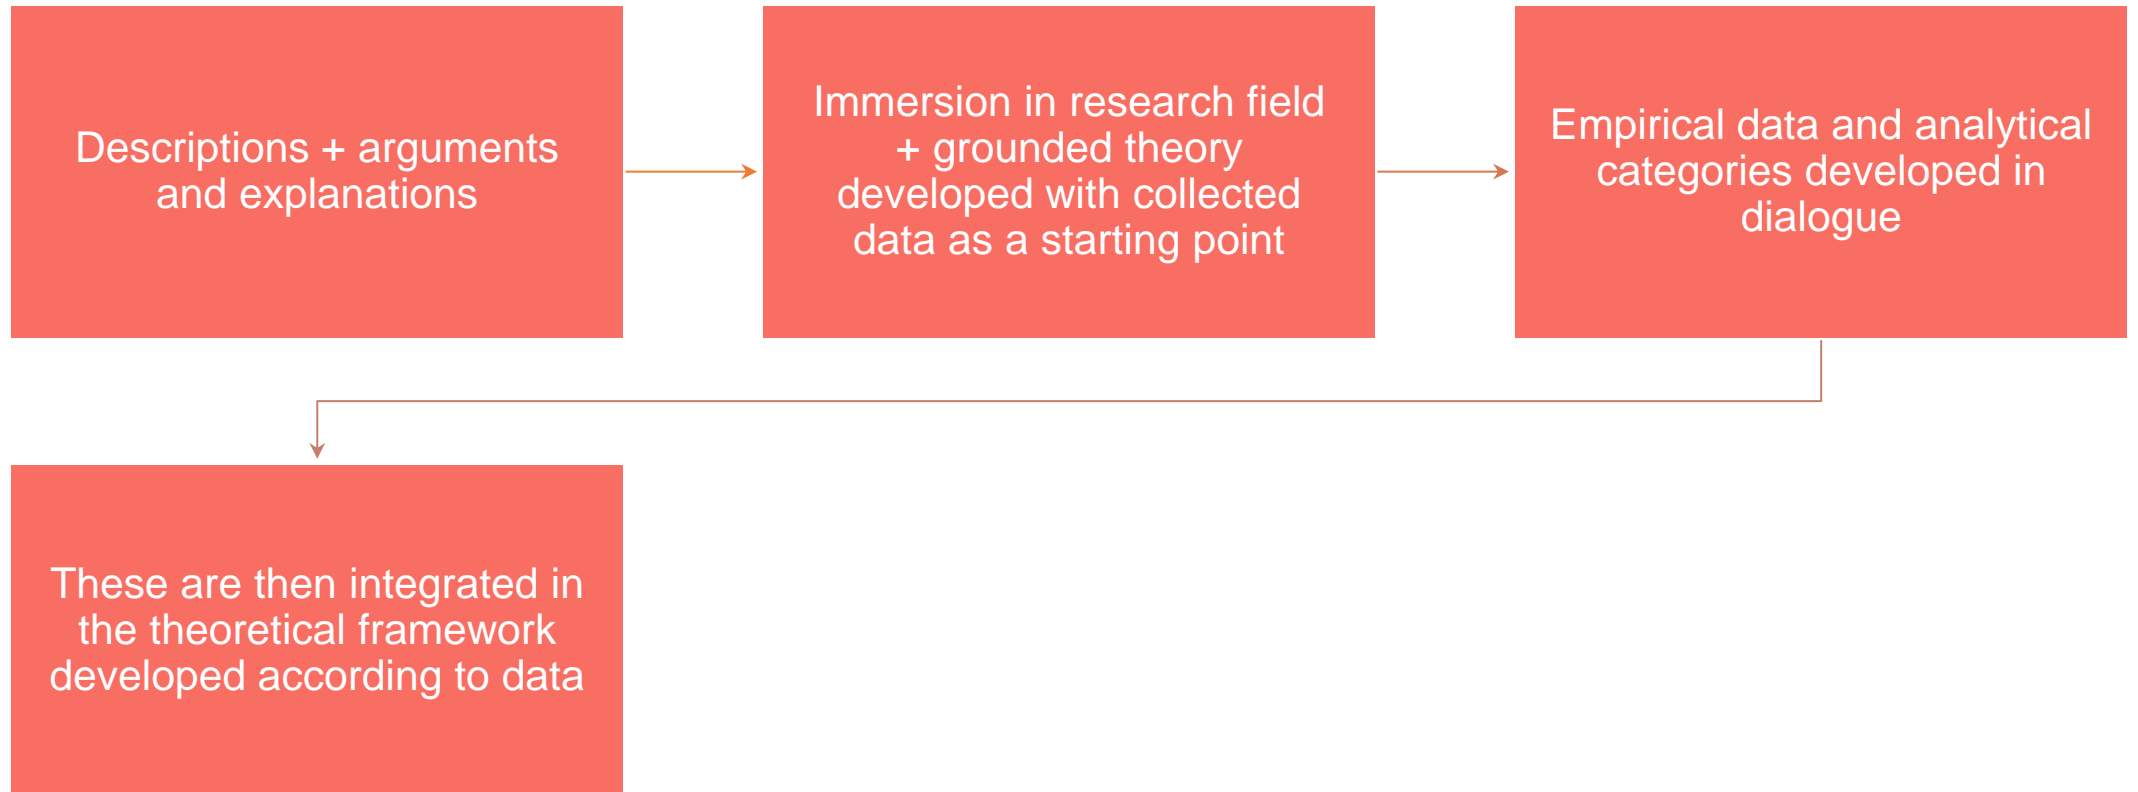 Descriptions + arguments
and explanations
Immersion in research field
+ grounded theory
developed with collected
data as a starting point
Empirical data and analytical
categories developed in
dialogue
These are then integrated in
the theoretical framework
developed according to data